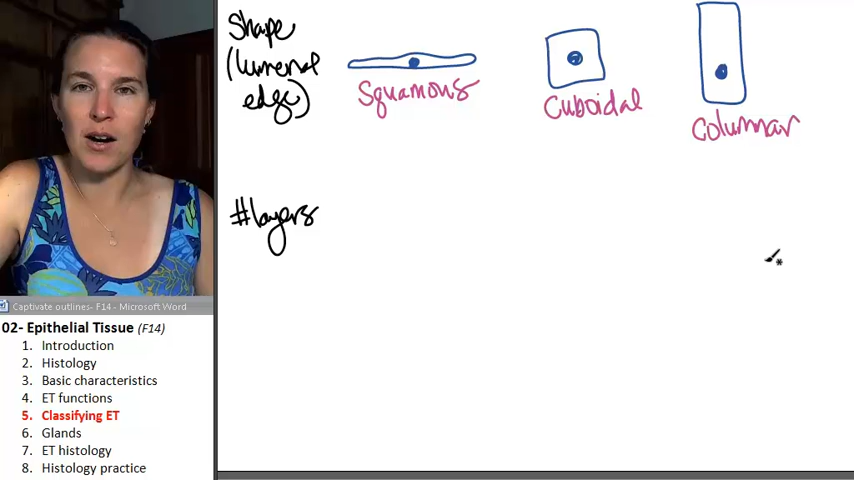 Shape
(lumenal
edge)
Squamous
Cuboidal
Columnar
#layers
Captivate outlines- F14 - Microsoft Word
02- Epithelial Tissue (F14)
1. Introduction
2. Histology
3. Basic characteristics
4. ET functions
5. Classifying ET
6. Glands
7. ET histology
8. Histology practice